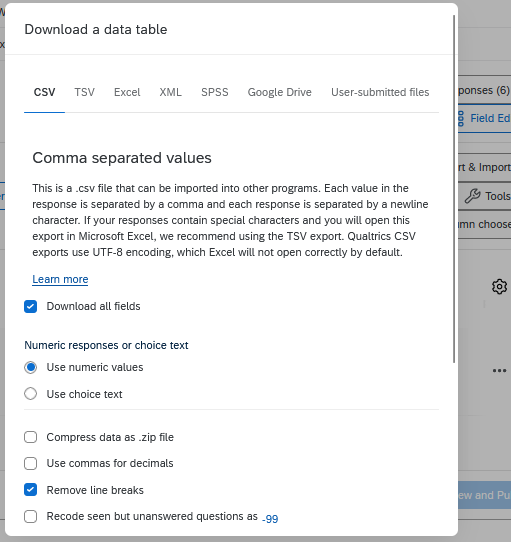 Download a data table
CSV TSV Excel XML SPSS Google Drive User-submitted files
Comma separated values
This is a .csv file that can be imported into other programs. Each value in the
response is separated by a comma and each response is separated by a newline
character. If your responses contain special characters and you will open this
export in Microsoft Excel, we recommend using the TSV export. Qualtrics CSV
exports use UTF-8 encoding, which Excel will not open correctly by default.
Learn more
Download all fields
Numeric responses or choice text
Use numeric values
Use choice text
Compress data as .zip file
Use commas for decimals
Remove line breaks
Recode seen but unanswered questions as -99
ponses (6)
Field Ed
rt & Import
Tools
mn choose
ew and Pu